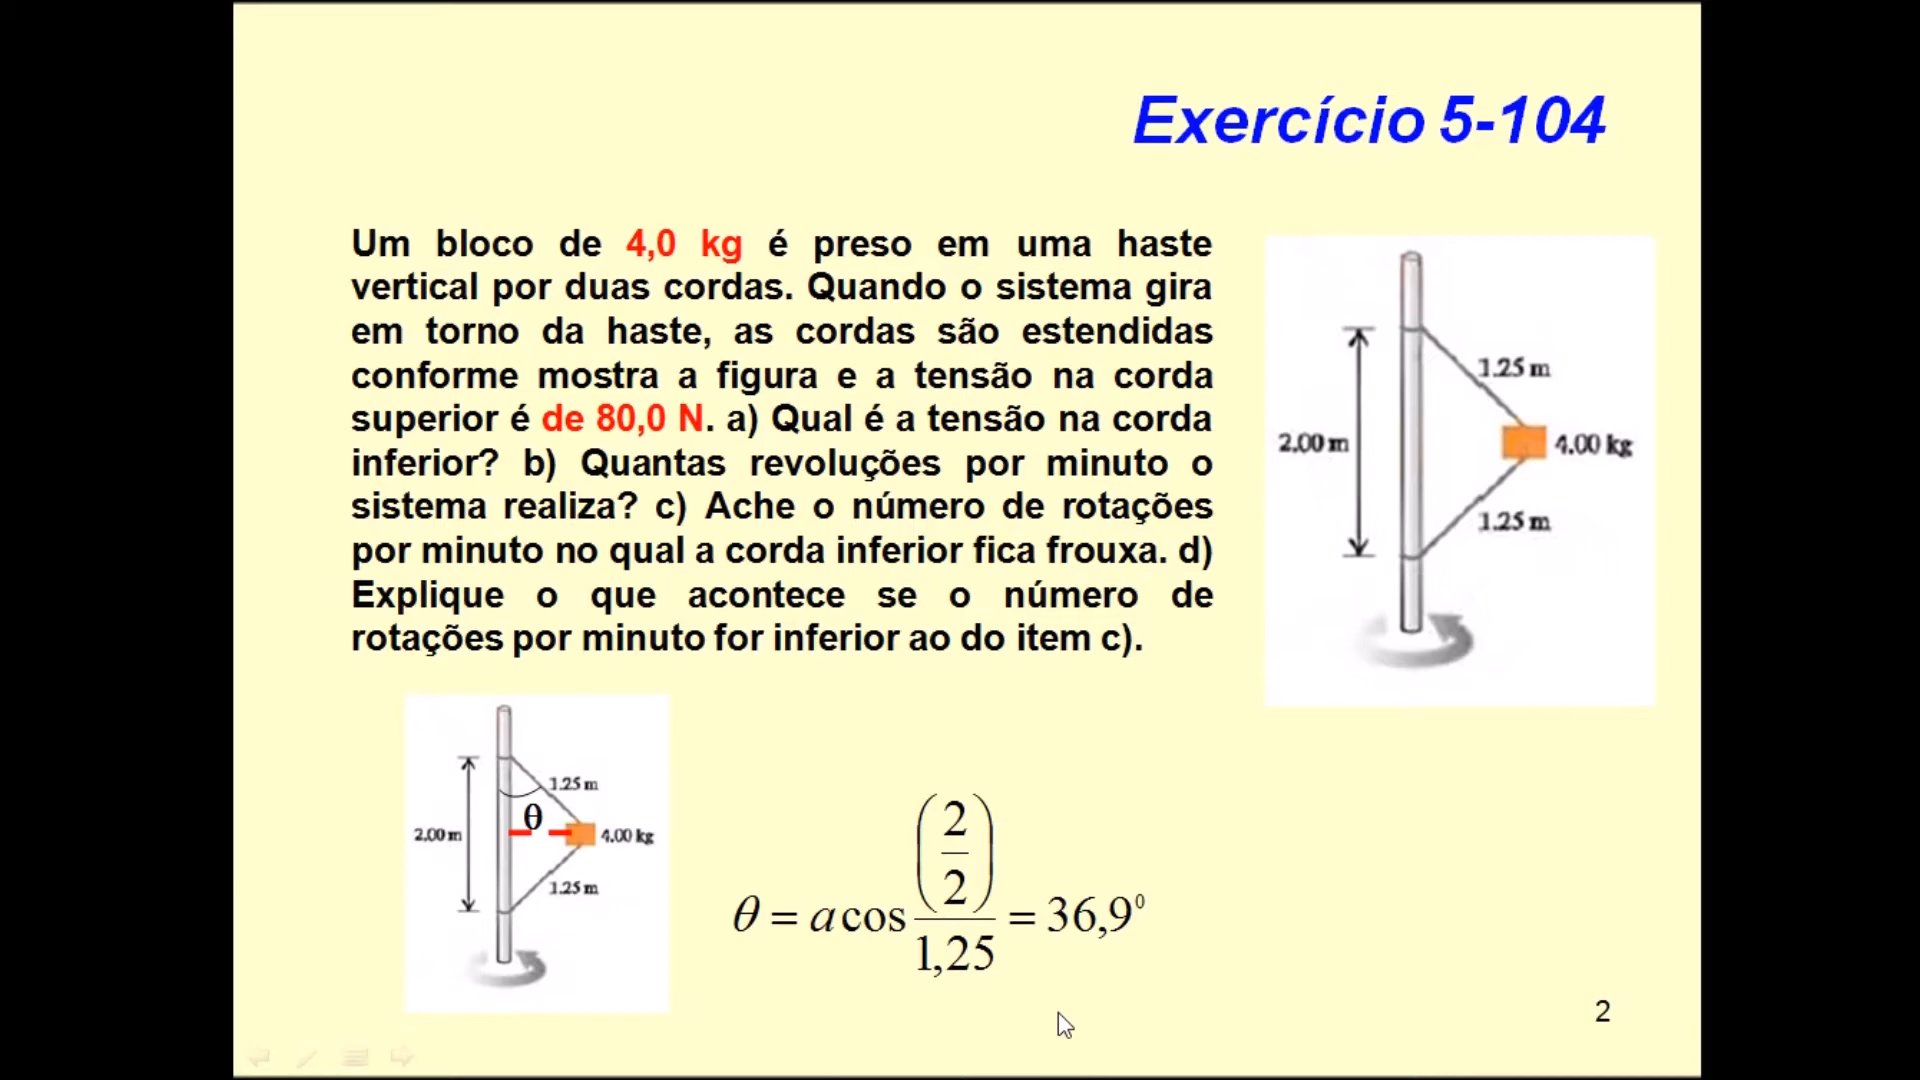 Exercício 5-104
Um bloco de 4,0 kg é preso em uma haste
vertical por duas cordas. Quando o sistema gira
em torno da haste, as cordas são estendidas
conforme mostra a figura e a tensão na corda
superior é de 80,0 N. a) Qual é a tensão na corda
inferior? b) Quantas revoluções por minuto o
sistema realiza? c) Ache o número de rotações
por minuto no qual a corda inferior fica frouxa. d)
Explique o que acontece se o número de
rotações por minuto for inferior ao do item c).
1.25 m
2.00 m
4.00 kg
1.25 m
1.25 m
θ
2.00 m
4.00 kg
1.25 m
θ = a cos (2/2)/1,25 = 36,9⁰
2